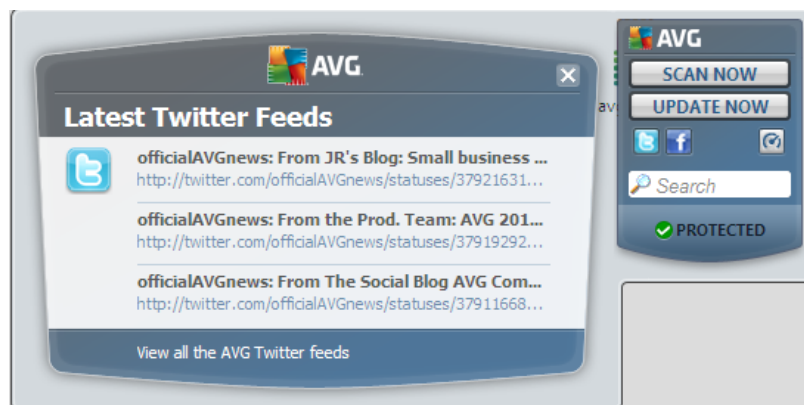 AVG
Latest Twitter Feeds
officialAVGnews: From JR's Blog: Small business ...
http://twitter.com/officialAVGnews/statuses/37921631...
officialAVGnews: From the Prod. Team: AVG 201...
http://twitter.com/officialAVGnews/statuses/37919292...
officialAVGnews: From The Social Blog AVG Com...
http://twitter.com/officialAVGnews/statuses/37911668...
View all the AVG Twitter feeds
AVG
SCAN NOW
UPDATE NOW
Search
PROTECTED